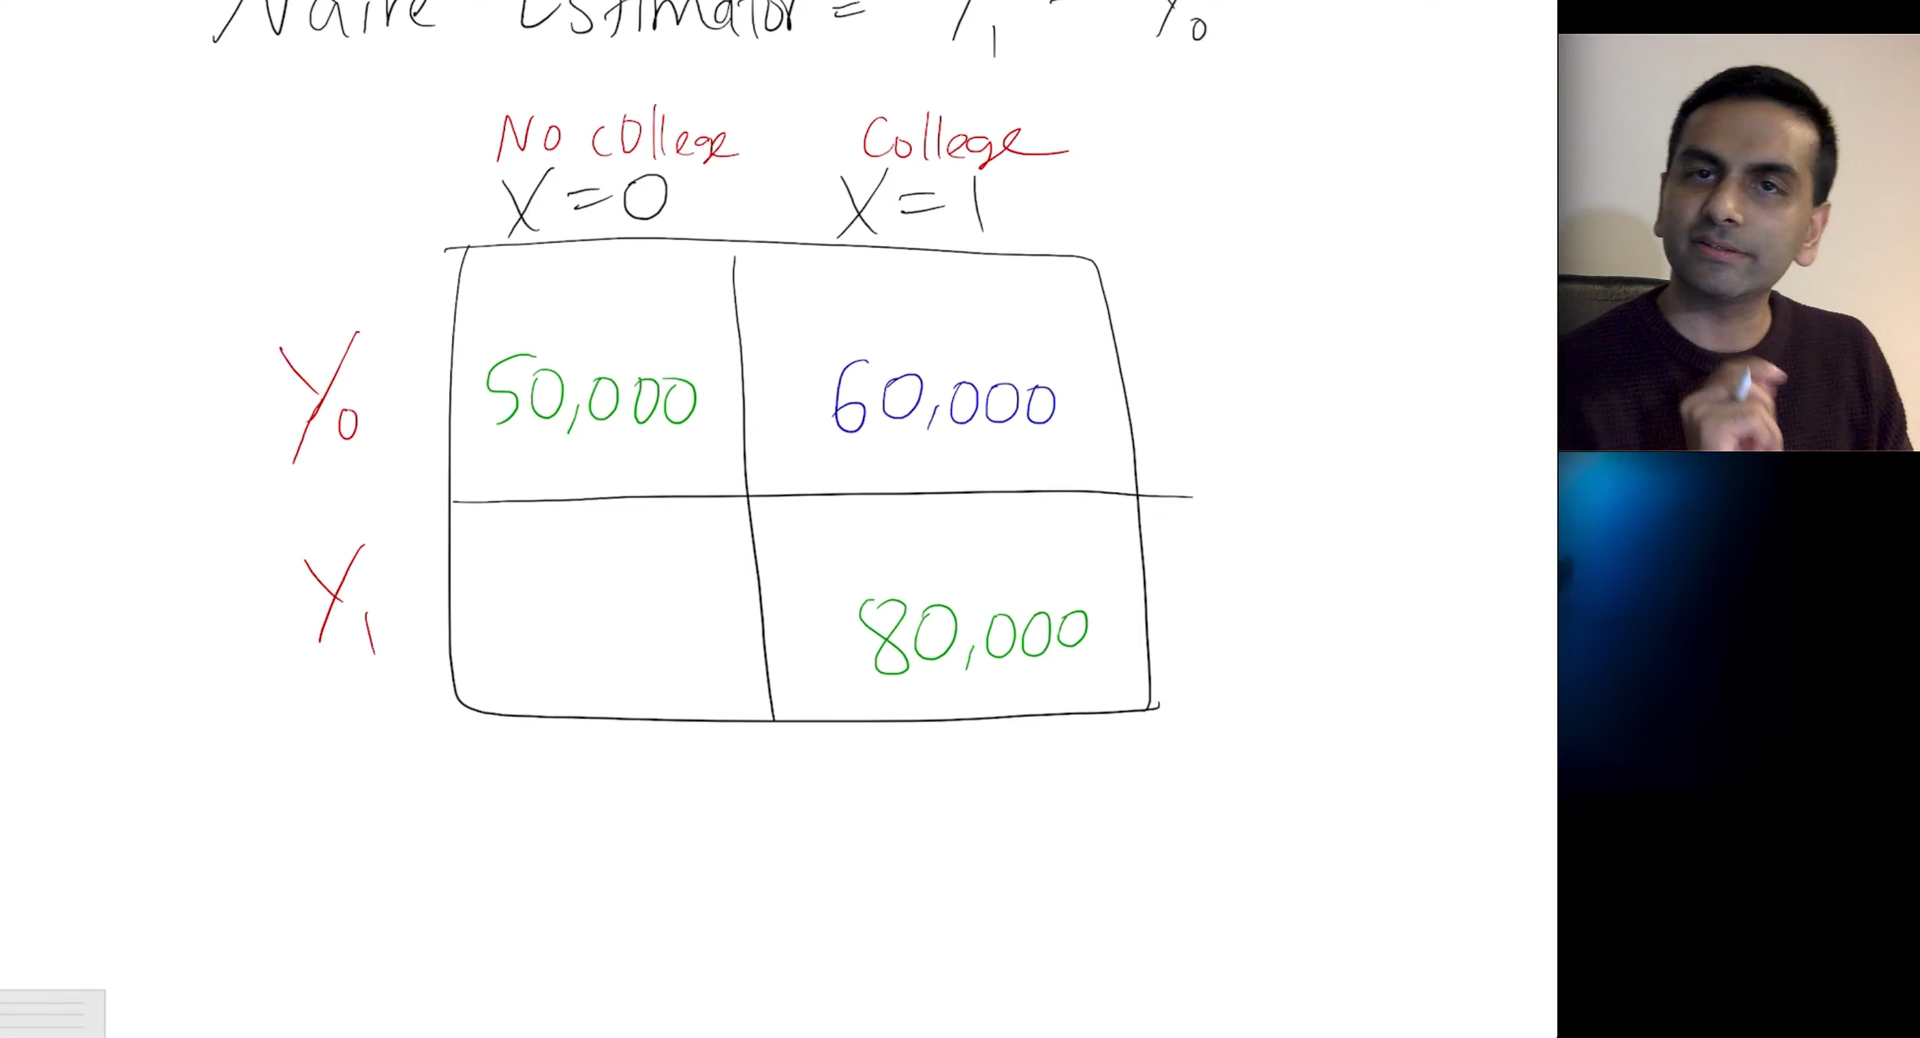 Naive Estimator = Y1 - Y0
No college College
X=0 X=1
Y0 50,000 60,000
Y1 80,000